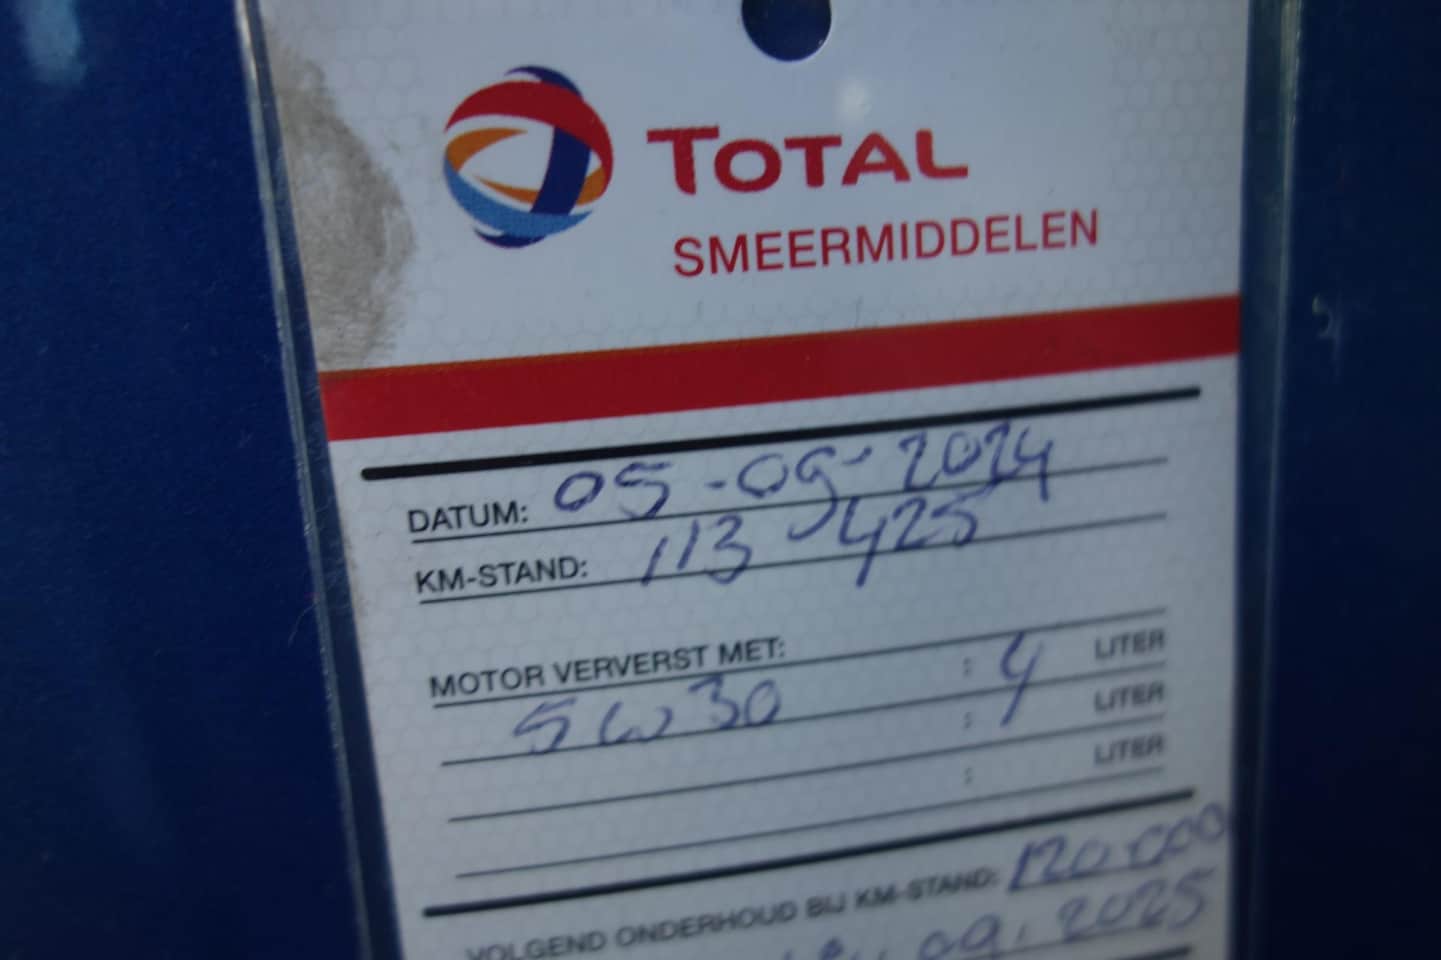 TOTAL
SMEERMIDDELEN
DATUM: 05-09-2024
KM-STAND: 113 425
MOTOR VERVERST MET:
5W30 : 4 LITER
: LITER
: LITER
VOLGEND ONDERHOUD BIJ KM-STAND: 120.000
09.2025